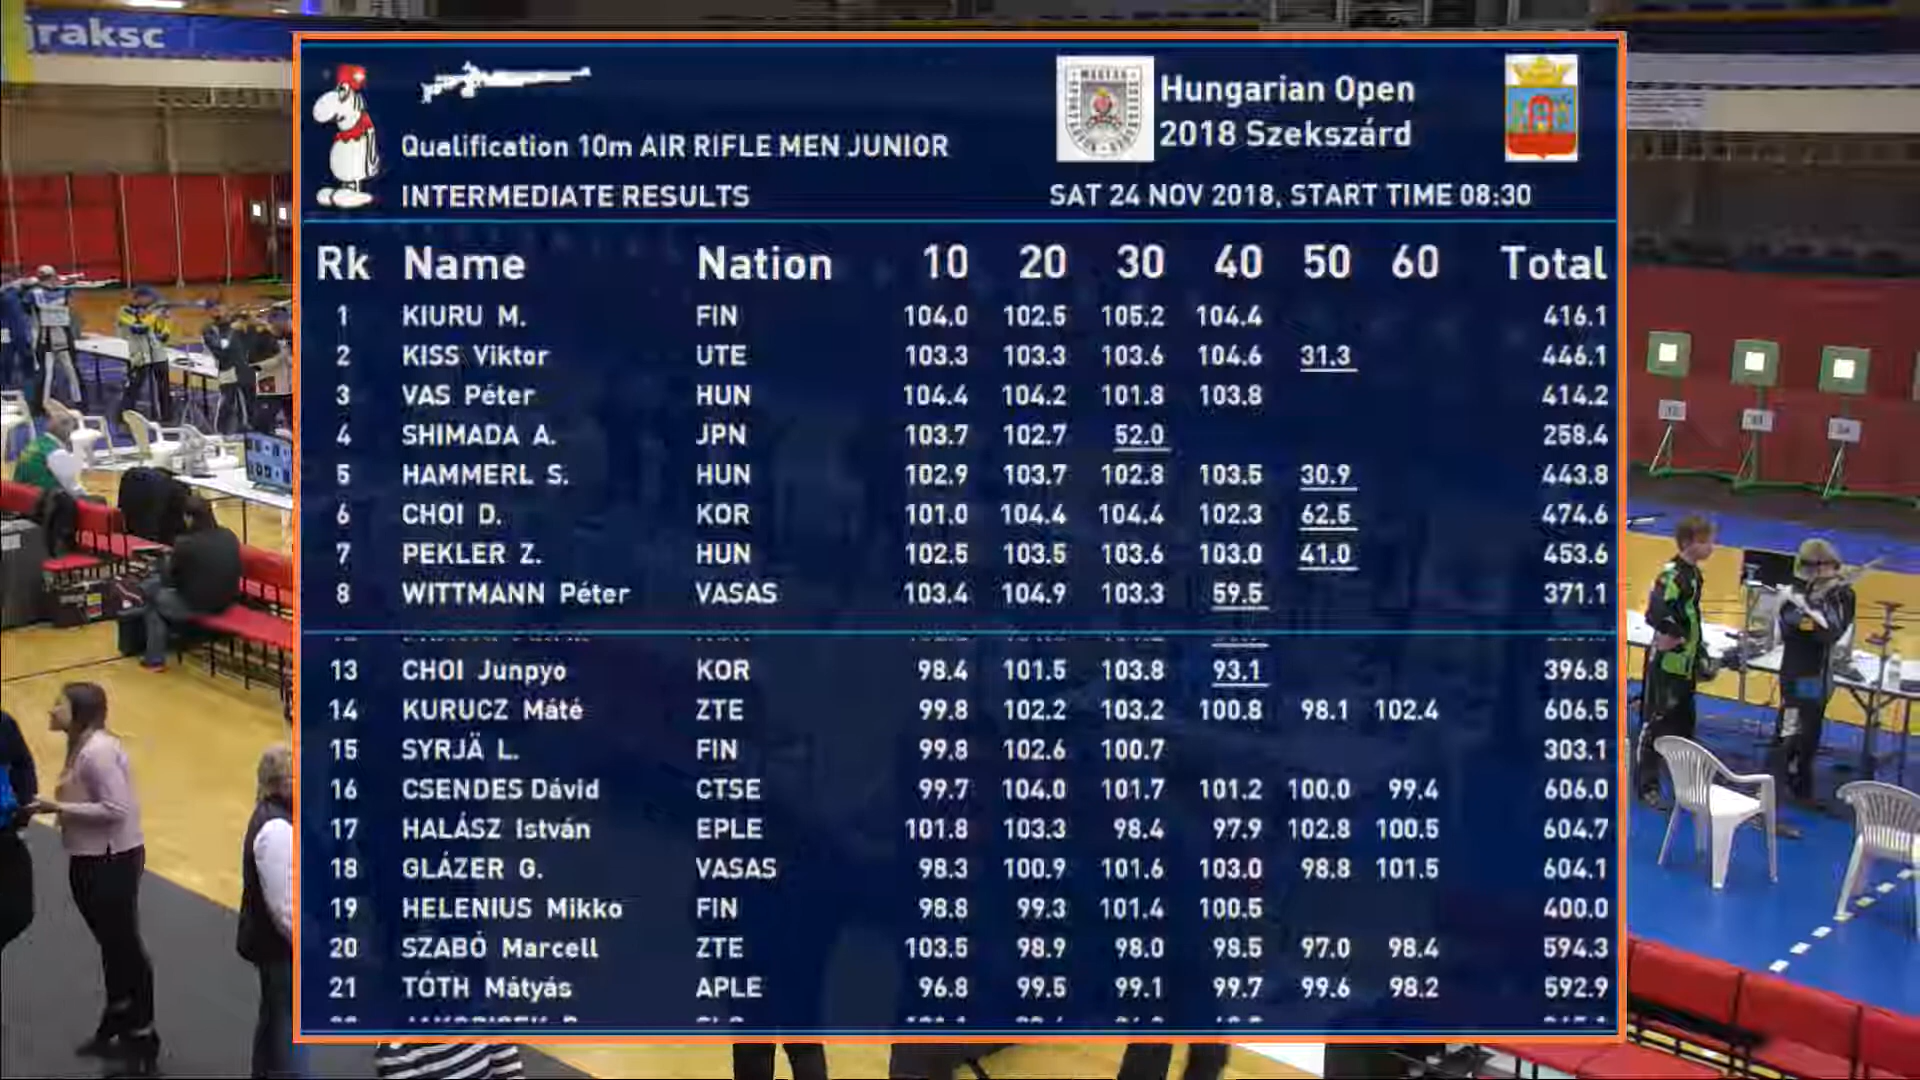 jraksc
Hungarian Open
2018 Szekszárd
Qualification 10m AIR RIFLE MEN JUNIOR
INTERMEDIATE RESULTS
SAT 24 NOV 2018, START TIME 08:30
Rk Name Nation 10 20 30 40 50 60 Total
1 KIURU M. FIN 104.0 102.5 105.2 104.4 416.1
2 KISS Viktor UTE 103.3 103.3 103.6 104.6 31.3 446.1
3 VAS Péter HUN 104.4 104.2 101.8 103.8 414.2
4 SHIMADA A. JPN 103.7 102.7 52.0 258.4
5 HAMMERL S. HUN 102.9 103.7 102.8 103.5 30.9 443.8
6 CHOI D. KOR 101.0 104.4 104.4 102.3 62.5 474.6
7 PEKLER Z. HUN 102.5 103.5 103.6 103.0 41.0 453.6
8 WITTMANN Péter VASAS 103.4 104.9 103.3 59.5 371.1
13 CHOI Junpyo KOR 98.4 101.5 103.8 93.1 396.8
14 KURUCZ Máté ZTE 99.8 102.2 103.2 100.8 98.1 102.4 606.5
15 SYRJÄ L. FIN 99.8 102.6 100.7 303.1
16 CSENDES Dávid CTSE 99.7 104.0 101.7 101.2 100.0 99.4 606.0
17 HALÁSZ István EPLE 101.8 103.3 98.4 97.9 102.8 100.5 604.7
18 GLÁZER G. VASAS 98.3 100.9 101.6 103.0 98.8 101.5 604.1
19 HELENIUS Mikko FIN 98.8 99.3 101.4 100.5 400.0
20 SZABÓ Marcell ZTE 103.5 98.9 98.0 98.5 97.0 98.4 594.3
21 TÓTH Mátyás APLE 96.8 99.5 99.1 99.7 99.6 98.2 592.9